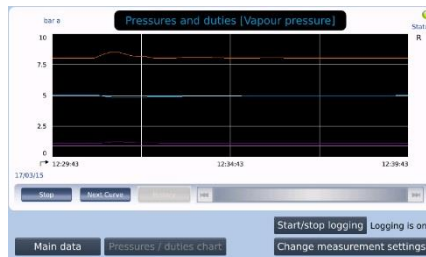 bar a
Pressures and duties [Vapour pressure]
Statu
10
R
7.5
5
2.5
0
12:29:43
12:34:43
12:39:43
17/03/15
Stop
Next Curve
Start/stop logging
Logging is on
Main data
Pressures / duties chart
Change measurement settings